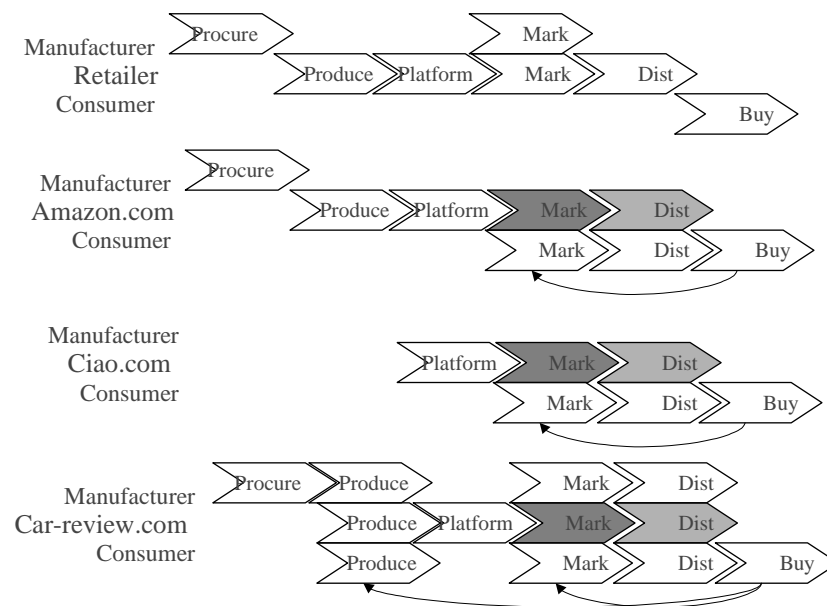 Procure Mark
Manufacturer
Retailer Produce Platform Mark Dist
Consumer Buy
Procure
Manufacturer
Amazon.com Produce Platform Mark Dist
Consumer Mark Dist Buy
Manufacturer
Ciao.com Platform Mark Dist
Consumer Mark Dist Buy
Manufacturer Procure Produce Mark Dist
Car-review.com Produce Platform Mark Dist
Consumer Produce Mark Dist Buy